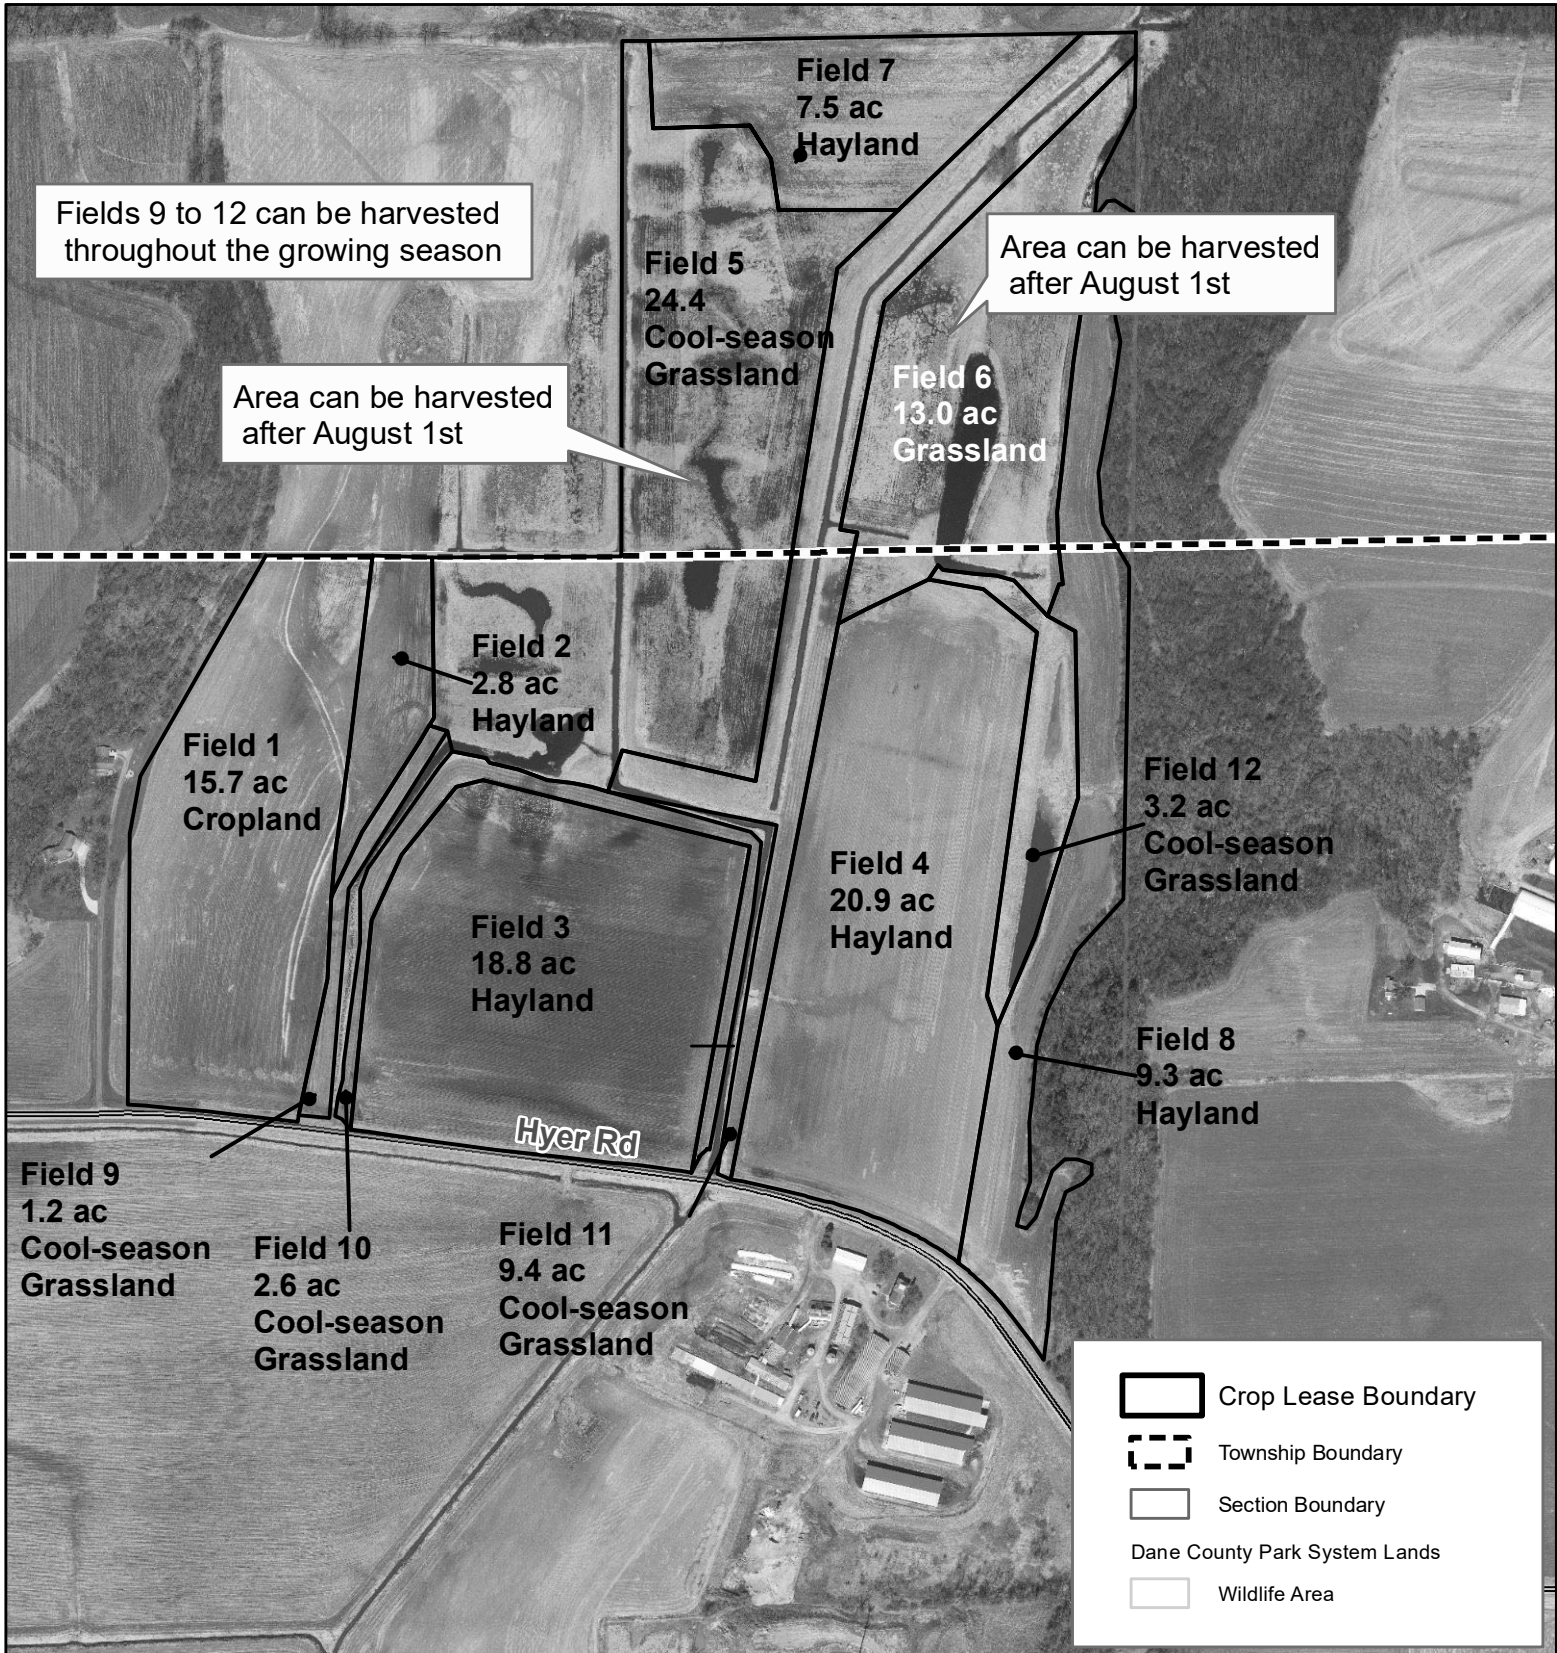 Field 7
7.5 ac
Hayland
Fields 9 to 12 can be harvested
throughout the growing season
Area can be harvested
after August 1st
Field 5
24.4
Cool-season
Grassland
Field 6
13.0 ac
Grassland
Area can be harvested
after August 1st
Field 2
2.8 ac
Hayland
Field 1
15.7 ac
Cropland
Field 12
3.2 ac
Cool-season
Grassland
Field 4
20.9 ac
Hayland
Field 3
18.8 ac
Hayland
Field 8
9.3 ac
Hayland
Hyer Rd
Field 9
1.2 ac
Cool-season
Grassland
Field 10
2.6 ac
Cool-season
Grassland
Field 11
9.4 ac
Cool-season
Grassland
Crop Lease Boundary
Township Boundary
Section Boundary
Dane County Park System Lands
Wildlife Area